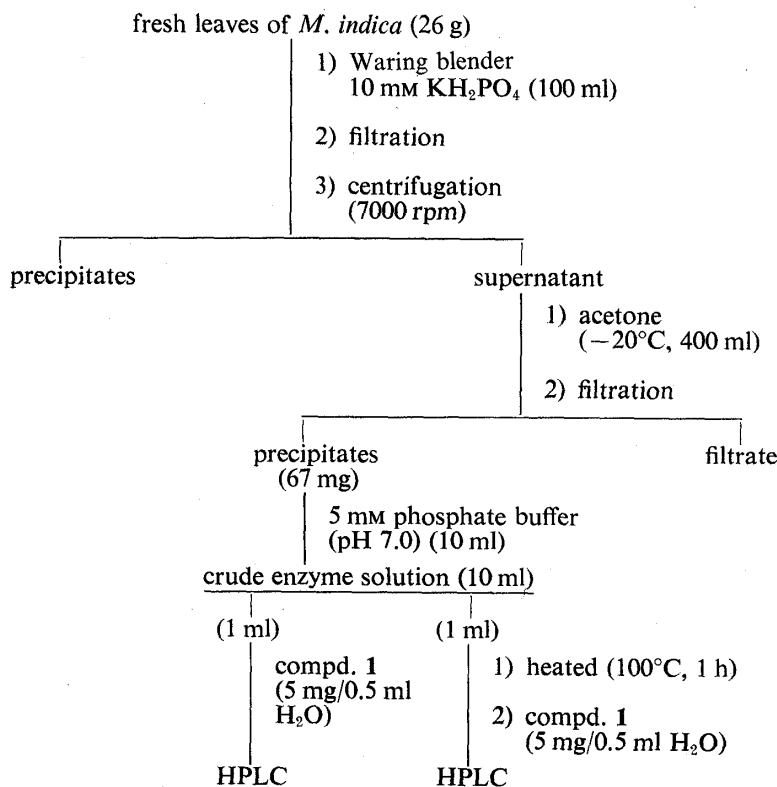 fresh leaves of M. indica (26 g)
1) Waring blender
10 mM KH₂PO₄ (100 ml)
2) filtration
3) centrifugation
(7000 rpm)
precipitates
supernatant
1) acetone
(−20°C, 400 ml)
2) filtration
precipitates
(67 mg)
filtrate
5 mM phosphate buffer
(pH 7.0) (10 ml)
crude enzyme solution (10 ml)
(1 ml)
compd. 1
(5 mg/0.5 ml
H₂O)
HPLC
(1 ml)
1) heated (100°C, 1 h)
2) compd. 1
(5 mg/0.5 ml H₂O)
HPLC